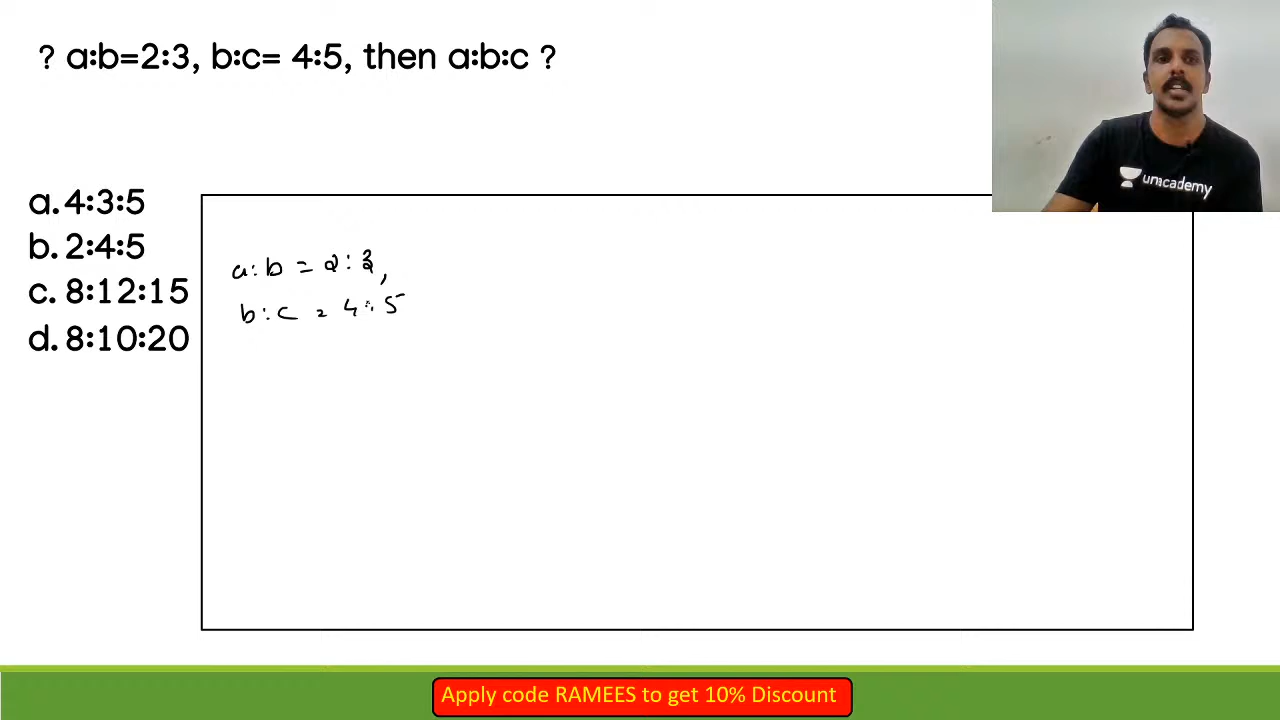 ? a:b=2:3, b:c= 4:5, then a:b:c ?
unacademy
a. 4:3:5
b. 2:4:5
c. 8:12:15
d. 8:10:20
a:b = 2:3,
b:c = 4:5
Apply code RAMEES to get 10% Discount